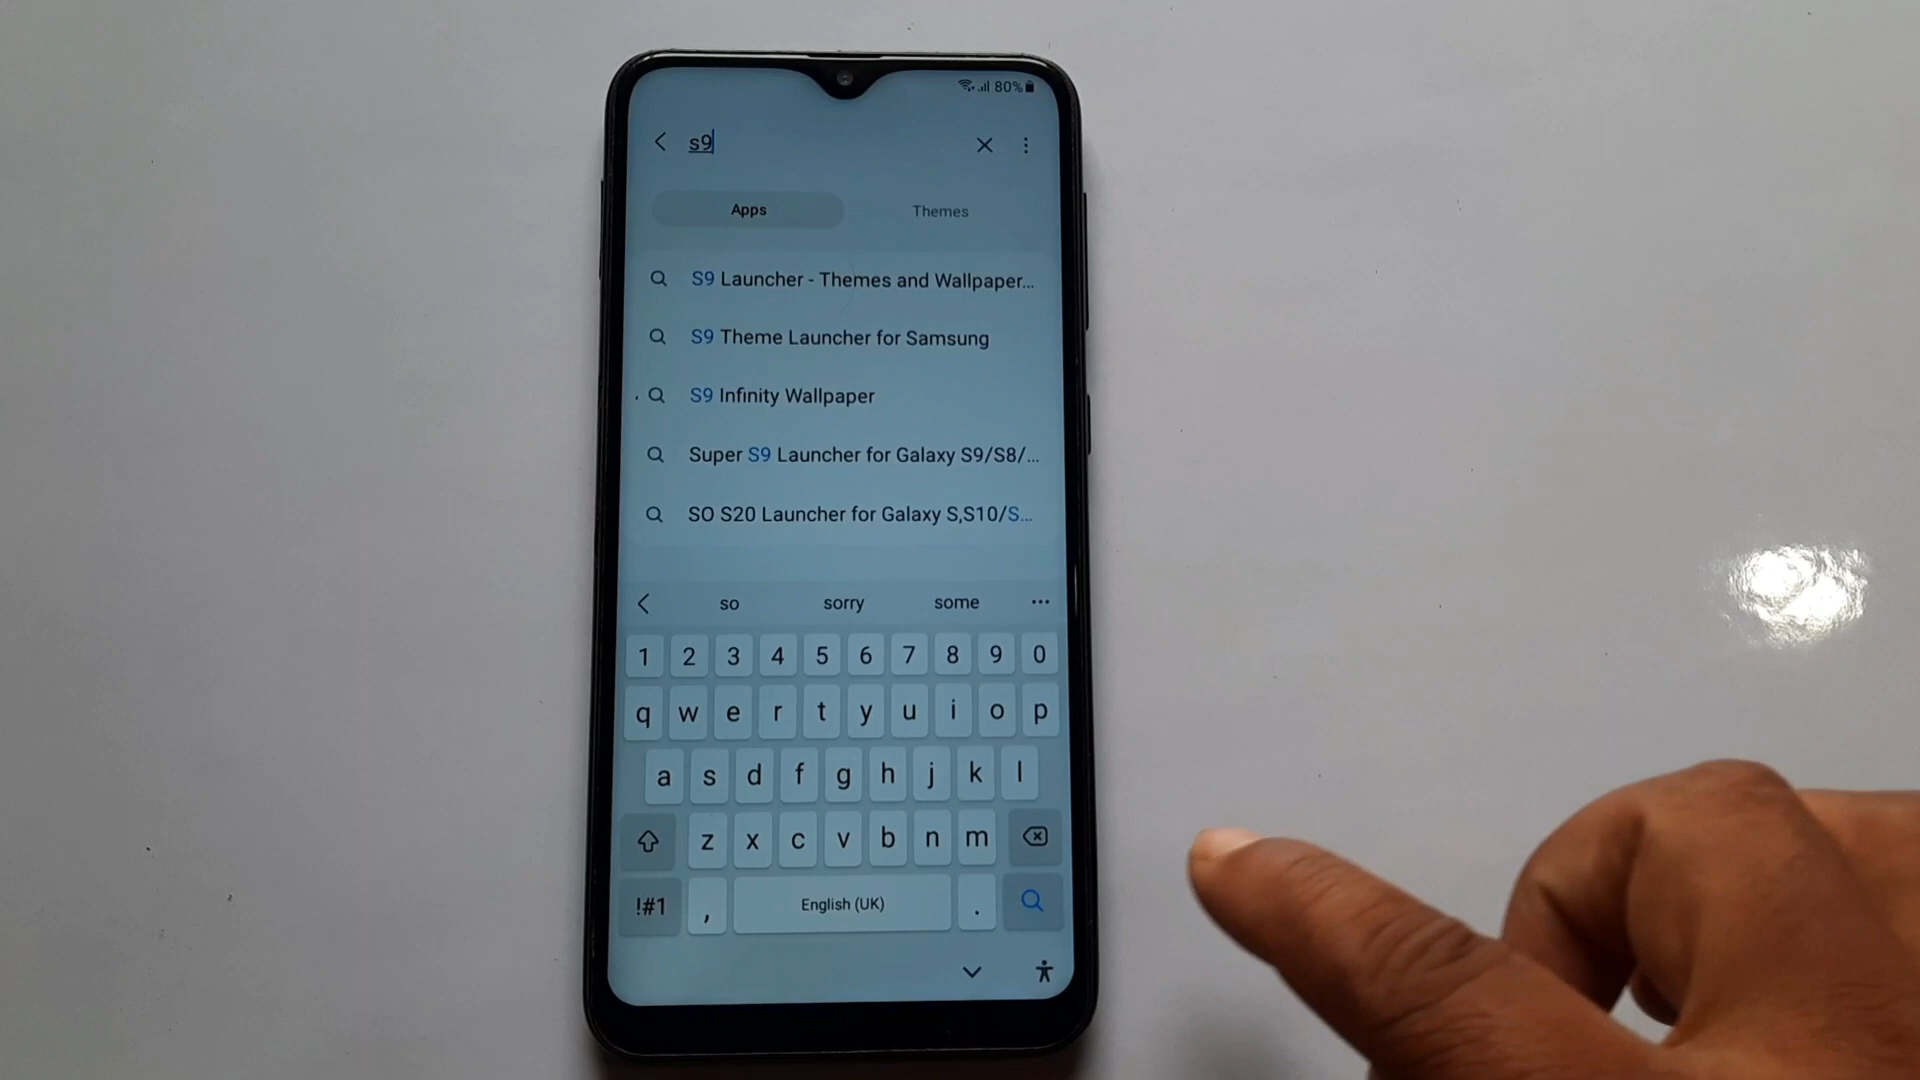 80%
s9
Apps Themes
S9 Launcher - Themes and Wallpaper...
S9 Theme Launcher for Samsung
S9 Infinity Wallpaper
Super S9 Launcher for Galaxy S9/S8/...
SO S20 Launcher for Galaxy S,S10/S...
so sorry some ...
1 2 3 4 5 6 7 8 9 0
q w e r t y u i o p
a s d f g h j k l
z x c v b n m
!#1 , English (UK) .